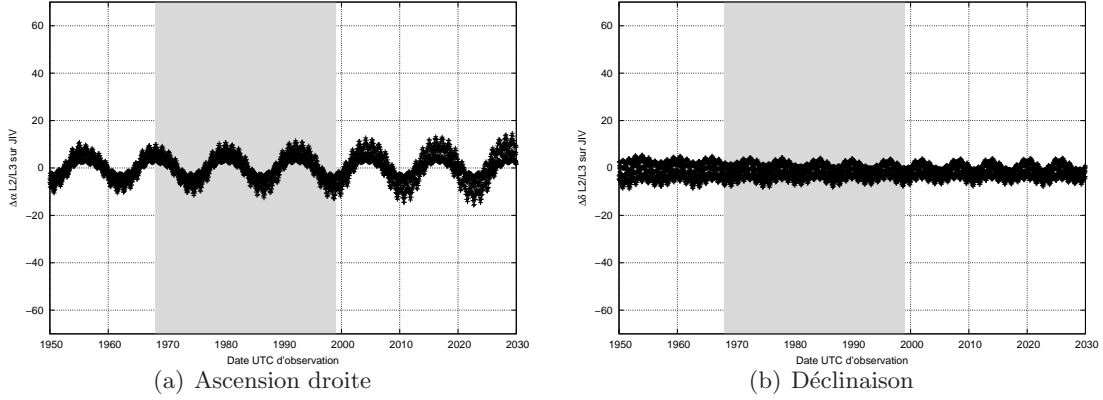 Δα L2/L3 sur JIV
60
40
20
0
−20
−40
−60
1950 1960 1970 1980 1990 2000 2010 2020 2030
Date UTC d'observation
(a) Ascension droite
Δδ L2/L3 sur JIV
60
40
20
0
−20
−40
−60
1950 1960 1970 1980 1990 2000 2010 2020 2030
Date UTC d'observation
(b) Déclinaison